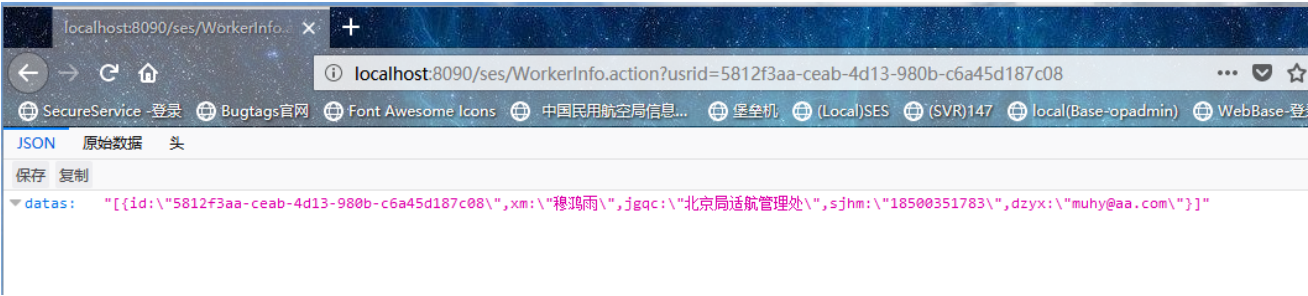 localhost:8090/ses/WorkerInfo.a
localhost:8090/ses/WorkerInfo.action?usrid=5812f3aa-ceab-4d13-980b-c6a45d187c08
SecureService -登录 Bugtags官网 Font Awesome Icons 中国民用航空局信息... 堡垒机 (Local)SES (SVR)147 local(Base-opadmin) WebBase-登
JSON 原始数据 头
保存 复制
datas: "[{id:\"5812f3aa-ceab-4d13-980b-c6a45d187c08\",xm:\"穆鸿雨\",jgqc:\"北京局适航管理处\",sjhm:\"18500351783\",dzyx:\"muhy@aa.com\"}]"